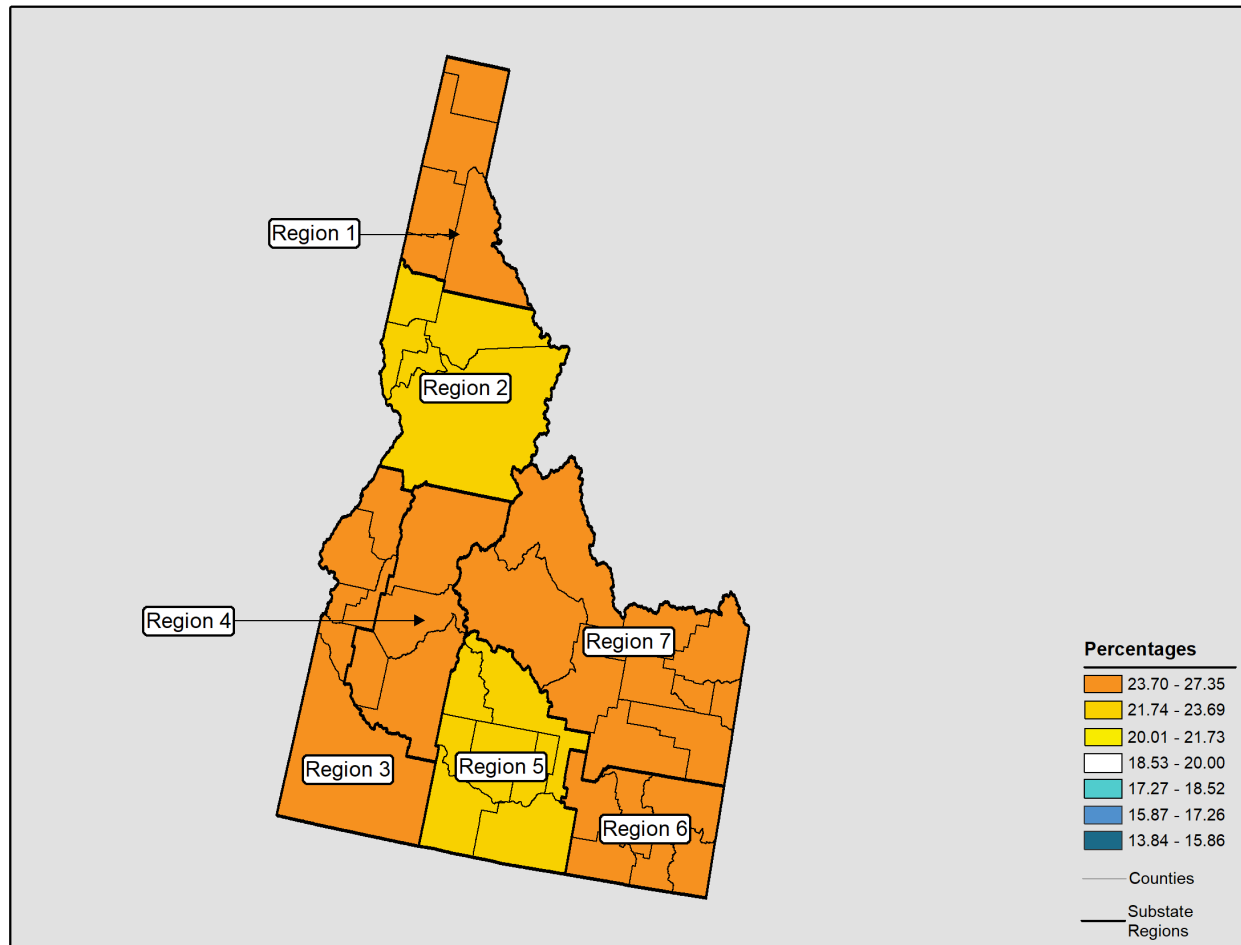 Region 1
Region 2
Region 4
Region 7
Region 3
Region 5
Region 6
Percentages
23.70 - 27.35
21.74 - 23.69
20.01 - 21.73
18.53 - 20.00
17.27 - 18.52
15.87 - 17.26
13.84 - 15.86
Counties
Substate
Regions